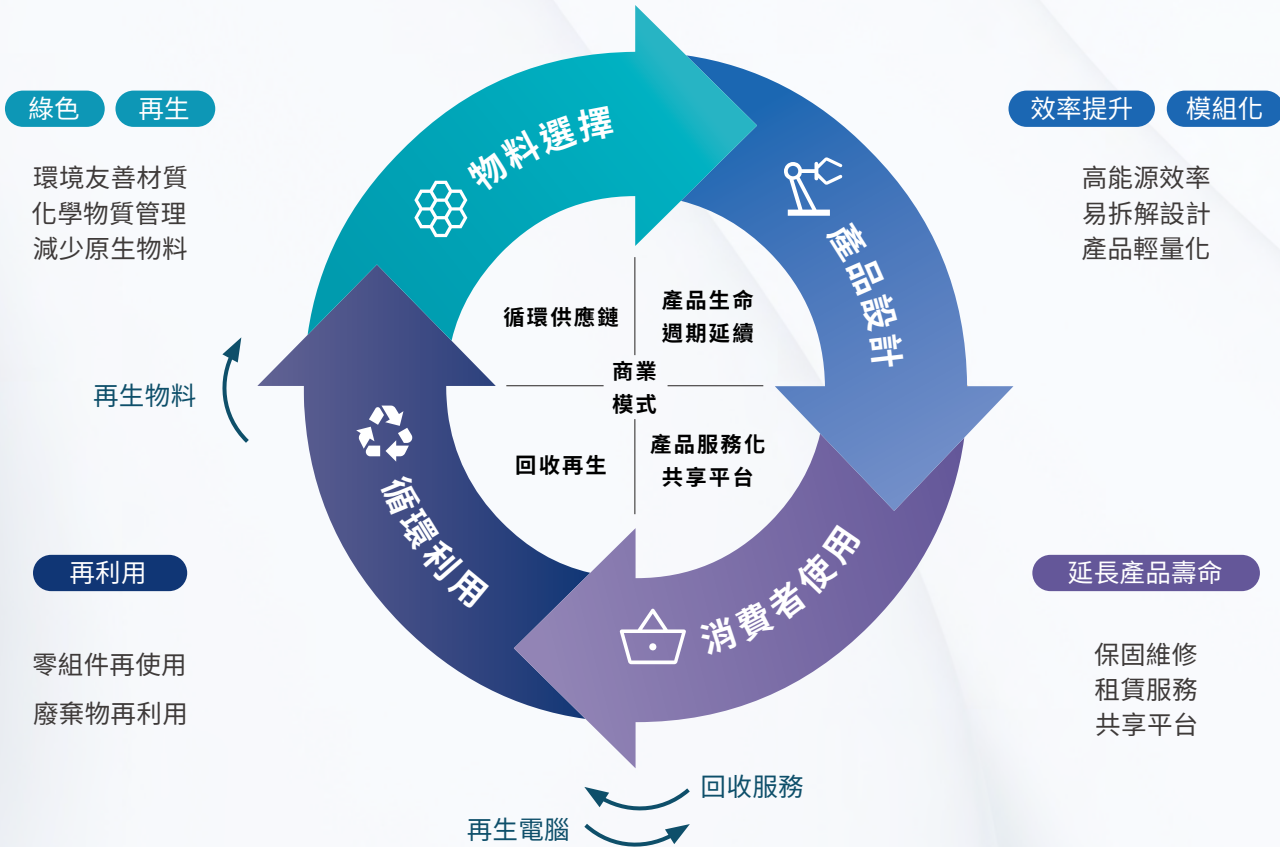 綠色
再生
環境友善材質
化學物質管理
減少原生物料
物料選擇
效率提升
模組化
高能源效率
易拆解設計
產品輕量化
產品設計
循環供應鏈
產品生命
週期延續
商業
模式
回收再生
產品服務化
共享平台
再生物料
循環利用
消費者使用
再利用
零組件再使用
廢棄物再利用
延長產品壽命
保固維修
租賃服務
共享平台
回收服務
再生電腦